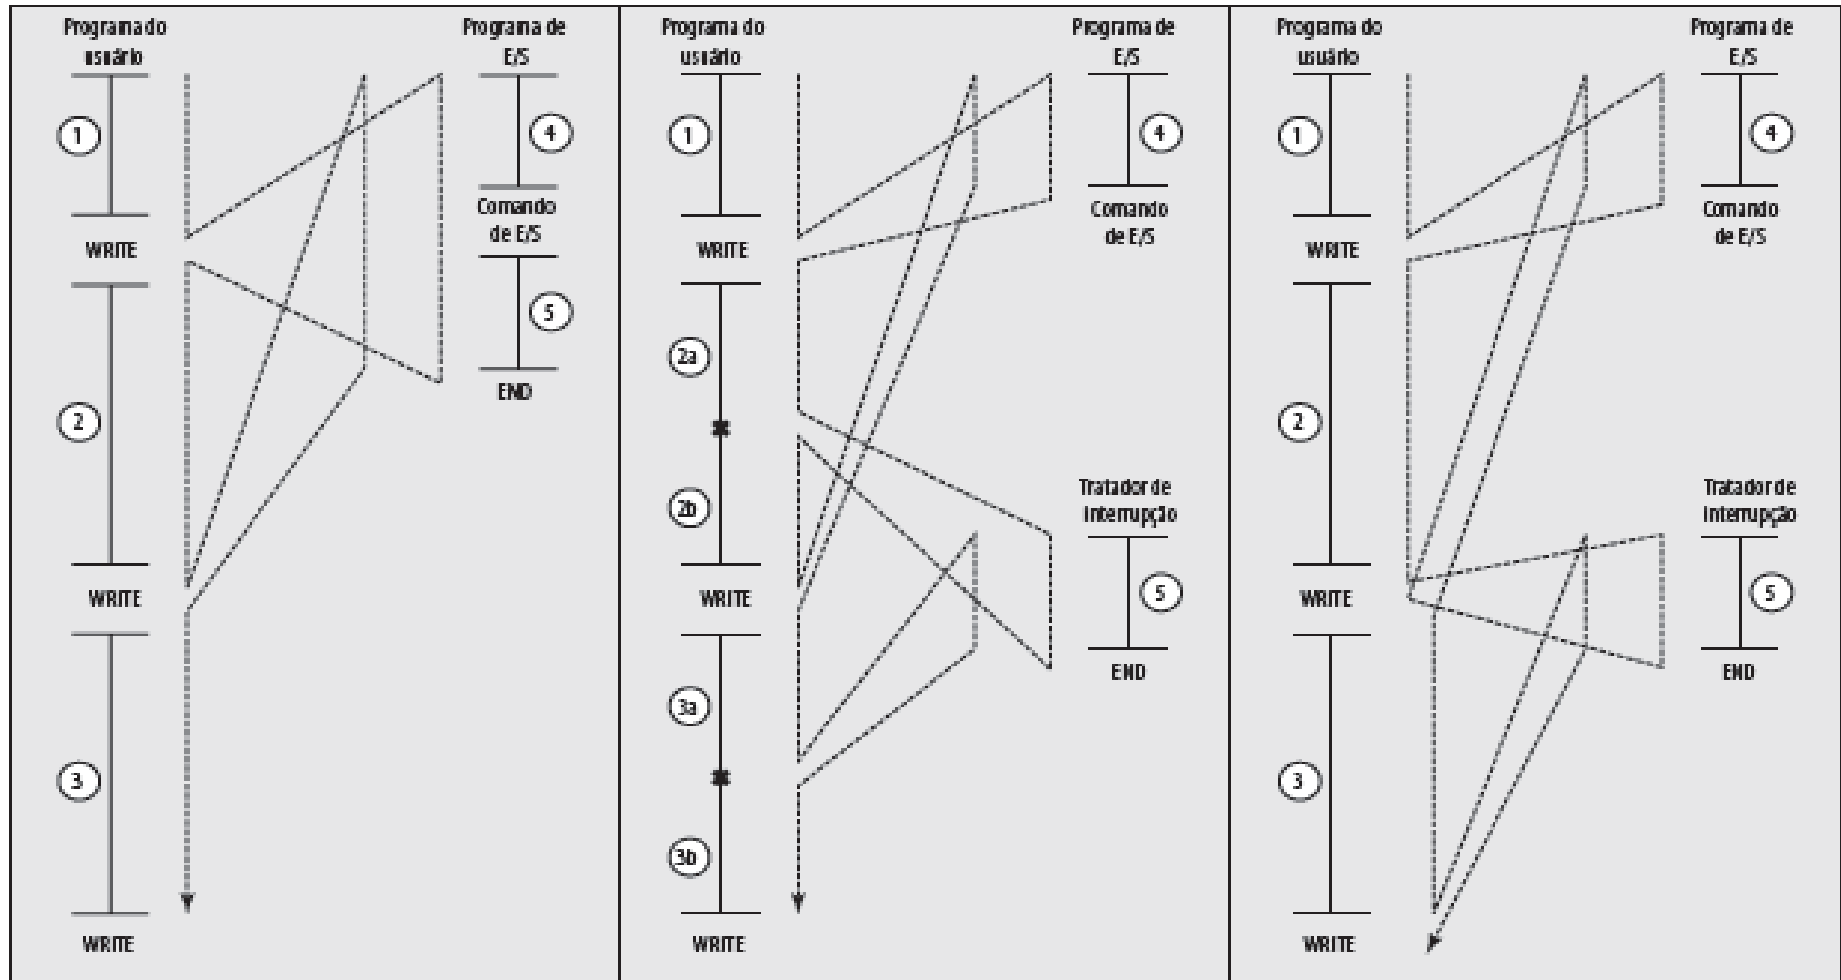 Programa do
usuário
1
WRITE
2
WRITE
3
WRITE
Programa de
E/S
4
Comando
de E/S
5
END
Programa do
usuário
1
WRITE
2a
2b
WRITE
3a
3b
WRITE
Programa de
E/S
4
Comando
de E/S
Tratador de
Interrupção
5
END
Programa do
usuário
1
WRITE
2
WRITE
3
WRITE
Programa de
E/S
4
Comando
de E/S
Tratador de
Interrupção
5
END